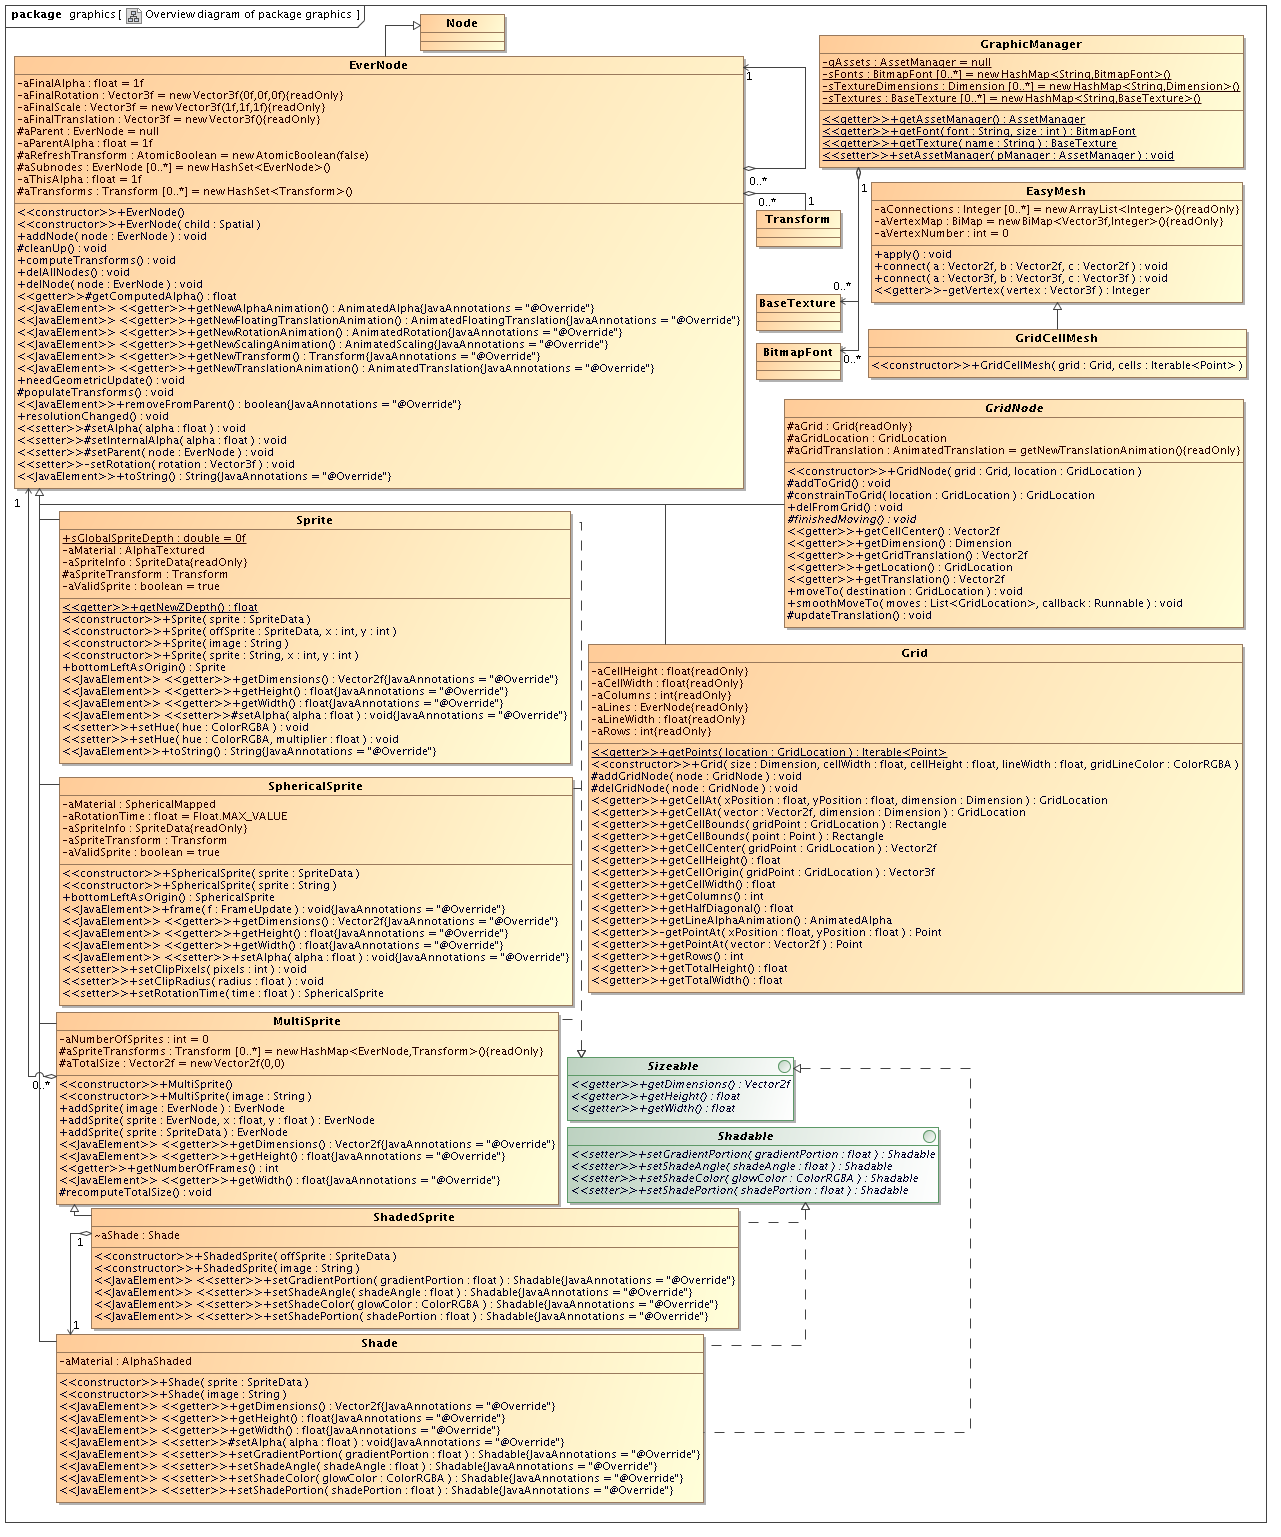 package graphics [ Overview diagram of package graphics ]
Node
EverNode
-aFinalAlpha : float = 1f
-aFinalRotation : Vector3f = new Vector3f(0f,0f,0f){readOnly}
-aFinalScale : Vector3f = new Vector3f(1f,1f,1f){readOnly}
-aFinalTranslation : Vector3f = new Vector3f(){readOnly}
#aParent : EverNode = null
-aParentAlpha : float = 1f
#aRefreshTransform : AtomicBoolean = new AtomicBoolean(false)
#aSubnodes : EverNode [0..*] = new HashSet<EverNode>()
-aThisAlpha : float = 1f
#aTransforms : Transform [0..*] = new HashSet<Transform>()
<<constructor>>+EverNode()
<<constructor>>+EverNode( child : Spatial )
+addNode( node : EverNode ) : void
#cleanUp() : void
+computeTransforms() : void
+delAllNodes() : void
+delNode( node : EverNode ) : void
<<getter>>#getComputedAlpha() : float
<<JavaElement>> <<getter>>+getNewAlphaAnimation() : AnimatedAlpha{JavaAnnotations = "@Override"}
<<JavaElement>> <<getter>>+getNewFloatingTranslationAnimation() : AnimatedFloatingTranslation{JavaAnnotations = "@Override"}
<<JavaElement>> <<getter>>+getNewRotationAnimation() : AnimatedRotation{JavaAnnotations = "@Override"}
<<JavaElement>> <<getter>>+getNewScalingAnimation() : AnimatedScaling{JavaAnnotations = "@Override"}
<<JavaElement>> <<getter>>+getNewTransform() : Transform{JavaAnnotations = "@Override"}
<<JavaElement>> <<getter>>+getNewTranslationAnimation() : AnimatedTranslation{JavaAnnotations = "@Override"}
+needGeometricUpdate() : void
#populateTransforms() : void
<<JavaElement>>+removeFromParent() : boolean{JavaAnnotations = "@Override"}
+resolutionChanged() : void
<<setter>>#setAlpha( alpha : float ) : void
<<setter>>#setInternalAlpha( alpha : float ) : void
<<setter>>#setParent( node : EverNode ) : void
<<setter>>-setRotation( rotation : Vector3f ) : void
<<JavaElement>>+toString() : String{JavaAnnotations = "@Override"}
1
0..*
0..*
1
Transform
GraphicManager
-gAssets : AssetManager = null
-sFonts : BitmapFont [0..*] = new HashMap<String,BitmapFont>()
-sTextureDimensions : Dimension [0..*] = new HashMap<String,Dimension>()
-sTextures : BaseTexture [0..*] = new HashMap<String,BaseTexture>()
<<getter>>+getAssetManager() : AssetManager
<<getter>>+getFont( font : String, size : int ) : BitmapFont
<<getter>>+getTexture( name : String ) : BaseTexture
<<setter>>+setAssetManager( pManager : AssetManager ) : void
1
0..*
BaseTexture
BitmapFont
0..*
EasyMesh
-aConnections : Integer [0..*] = new ArrayList<Integer>(){readOnly}
-aVertexMap : BiMap = new BiMap<Vector3f,Integer>(){readOnly}
-aVertexNumber : int = 0
+apply() : void
+connect( a : Vector2f, b : Vector2f, c : Vector2f ) : void
+connect( a : Vector3f, b : Vector3f, c : Vector3f ) : void
<<getter>>-getVertex( vertex : Vector3f ) : Integer
GridCellMesh
<<constructor>>+GridCellMesh( grid : Grid, cells : Iterable<Point> )
GridNode
#aGrid : Grid{readOnly}
#aGridLocation : GridLocation
#aGridTranslation : AnimatedTranslation = getNewTranslationAnimation(){readOnly}
<<constructor>>+GridNode( grid : Grid, location : GridLocation )
#addToGrid() : void
#constrainToGrid( location : GridLocation ) : GridLocation
+delFromGrid() : void
#finishedMoving() : void
<<getter>>+getCellCenter() : Vector2f
<<getter>>+getDimension() : Dimension
<<getter>>+getGridTranslation() : Vector2f
<<getter>>+getLocation() : GridLocation
<<getter>>+getTranslation() : Vector2f
+moveTo( destination : GridLocation ) : void
+smoothMoveTo( moves : List<GridLocation>, callback : Runnable ) : void
#updateTranslation() : void
1
Sprite
+sGlobalSpriteDepth : double = 0f
-aMaterial : AlphaTextured
-aSpriteInfo : SpriteData{readOnly}
#aSpriteTransform : Transform
-aValidSprite : boolean = true
<<getter>>+getNewZDepth() : float
<<constructor>>+Sprite( sprite : SpriteData )
<<constructor>>+Sprite( offSprite : SpriteData, x : int, y : int )
<<constructor>>+Sprite( image : String )
<<constructor>>+Sprite( sprite : String, x : int, y : int )
+bottomLeftAsOrigin() : Sprite
<<JavaElement>> <<getter>>+getDimensions() : Vector2f{JavaAnnotations = "@Override"}
<<JavaElement>> <<getter>>+getHeight() : float{JavaAnnotations = "@Override"}
<<JavaElement>> <<getter>>+getWidth() : float{JavaAnnotations = "@Override"}
<<JavaElement>> <<setter>>#setAlpha( alpha : float ) : void{JavaAnnotations = "@Override"}
<<setter>>+setHue( hue : ColorRGBA ) : void
<<setter>>+setHue( hue : ColorRGBA, multiplier : float ) : void
<<JavaElement>>+toString() : String{JavaAnnotations = "@Override"}
Grid
-aCellHeight : float{readOnly}
-aCellWidth : float{readOnly}
-aColumns : int{readOnly}
-aLines : EverNode{readOnly}
-aLineWidth : float{readOnly}
-aRows : int{readOnly}
<<getter>>+getPoints( location : GridLocation ) : Iterable<Point>
<<constructor>>+Grid( size : Dimension, cellWidth : float, cellHeight : float, lineWidth : float, gridLineColor : ColorRGBA )
#addGridNode( node : GridNode ) : void
#delGridNode( node : GridNode ) : void
<<getter>>+getCellAt( xPosition : float, yPosition : float, dimension : Dimension ) : GridLocation
<<getter>>+getCellAt( vector : Vector2f, dimension : Dimension ) : GridLocation
<<getter>>+getCellBounds( gridPoint : GridLocation ) : Rectangle
<<getter>>+getCellBounds( point : Point ) : Rectangle
<<getter>>+getCellCenter( gridPoint : GridLocation ) : Vector2f
<<getter>>+getCellHeight() : float
<<getter>>+getCellOrigin( gridPoint : GridLocation ) : Vector3f
<<getter>>+getCellWidth() : float
<<getter>>+getColumns() : int
<<getter>>+getHalfDiagonal() : float
<<getter>>+getLineAlphaAnimation() : AnimatedAlpha
<<getter>>-getPointAt( xPosition : float, yPosition : float ) : Point
<<getter>>+getPointAt( vector : Vector2f ) : Point
<<getter>>+getRows() : int
<<getter>>+getTotalHeight() : float
<<getter>>+getTotalWidth() : float
SphericalSprite
-aMaterial : SphericalMapped
-aRotationTime : float = Float.MAX_VALUE
-aSpriteInfo : SpriteData{readOnly}
-aSpriteTransform : Transform
-aValidSprite : boolean = true
<<constructor>>+SphericalSprite( sprite : SpriteData )
<<constructor>>+SphericalSprite( sprite : String )
+bottomLeftAsOrigin() : SphericalSprite
<<JavaElement>>+frame( f : FrameUpdate ) : void{JavaAnnotations = "@Override"}
<<JavaElement>> <<getter>>+getDimensions() : Vector2f{JavaAnnotations = "@Override"}
<<JavaElement>> <<getter>>+getHeight() : float{JavaAnnotations = "@Override"}
<<JavaElement>> <<getter>>+getWidth() : float{JavaAnnotations = "@Override"}
<<JavaElement>> <<setter>>+setAlpha( alpha : float ) : void{JavaAnnotations = "@Override"}
<<setter>>+setClipPixels( pixels : int ) : void
<<setter>>+setClipRadius( radius : float ) : void
<<setter>>+setRotationTime( time : float ) : SphericalSprite
MultiSprite
-aNumberOfSprites : int = 0
#aSpriteTransforms : Transform [0..*] = new HashMap<EverNode,Transform>(){readOnly}
#aTotalSize : Vector2f = new Vector2f(0,0)
<<constructor>>+MultiSprite()
<<constructor>>+MultiSprite( image : String )
+addSprite( image : EverNode ) : EverNode
+addSprite( sprite : EverNode, x : float, y : float ) : EverNode
+addSprite( sprite : SpriteData ) : EverNode
<<JavaElement>> <<getter>>+getDimensions() : Vector2f{JavaAnnotations = "@Override"}
<<JavaElement>> <<getter>>+getHeight() : float{JavaAnnotations = "@Override"}
<<getter>>+getNumberOfFrames() : int
<<JavaElement>> <<getter>>+getWidth() : float{JavaAnnotations = "@Override"}
#recomputeTotalSize() : void
0..*
Sizeable
<<getter>>+getDimensions() : Vector2f
<<getter>>+getHeight() : float
<<getter>>+getWidth() : float
Shadable
<<setter>>+setGradientPortion( gradientPortion : float ) : Shadable
<<setter>>+setShadeAngle( shadeAngle : float ) : Shadable
<<setter>>+setShadeColor( glowColor : ColorRGBA ) : Shadable
<<setter>>+setShadePortion( shadePortion : float ) : Shadable
ShadedSprite
~aShade : Shade
<<constructor>>+ShadedSprite( offSprite : SpriteData )
<<constructor>>+ShadedSprite( image : String )
<<JavaElement>> <<setter>>+setGradientPortion( gradientPortion : float ) : Shadable{JavaAnnotations = "@Override"}
<<JavaElement>> <<setter>>+setShadeAngle( shadeAngle : float ) : Shadable{JavaAnnotations = "@Override"}
<<JavaElement>> <<setter>>+setShadeColor( glowColor : ColorRGBA ) : Shadable{JavaAnnotations = "@Override"}
<<JavaElement>> <<setter>>+setShadePortion( shadePortion : float ) : Shadable{JavaAnnotations = "@Override"}
1
1
Shade
-aMaterial : AlphaShaded
<<constructor>>+Shade( sprite : SpriteData )
<<constructor>>+Shade( image : String )
<<JavaElement>> <<getter>>+getDimensions() : Vector2f{JavaAnnotations = "@Override"}
<<JavaElement>> <<getter>>+getHeight() : float{JavaAnnotations = "@Override"}
<<JavaElement>> <<getter>>+getWidth() : float{JavaAnnotations = "@Override"}
<<JavaElement>> <<setter>>#setAlpha( alpha : float ) : void{JavaAnnotations = "@Override"}
<<JavaElement>> <<setter>>+setGradientPortion( gradientPortion : float ) : Shadable{JavaAnnotations = "@Override"}
<<JavaElement>> <<setter>>+setShadeAngle( shadeAngle : float ) : Shadable{JavaAnnotations = "@Override"}
<<JavaElement>> <<setter>>+setShadeColor( glowColor : ColorRGBA ) : Shadable{JavaAnnotations = "@Override"}
<<JavaElement>> <<setter>>+setShadePortion( shadePortion : float ) : Shadable{JavaAnnotations = "@Override"}